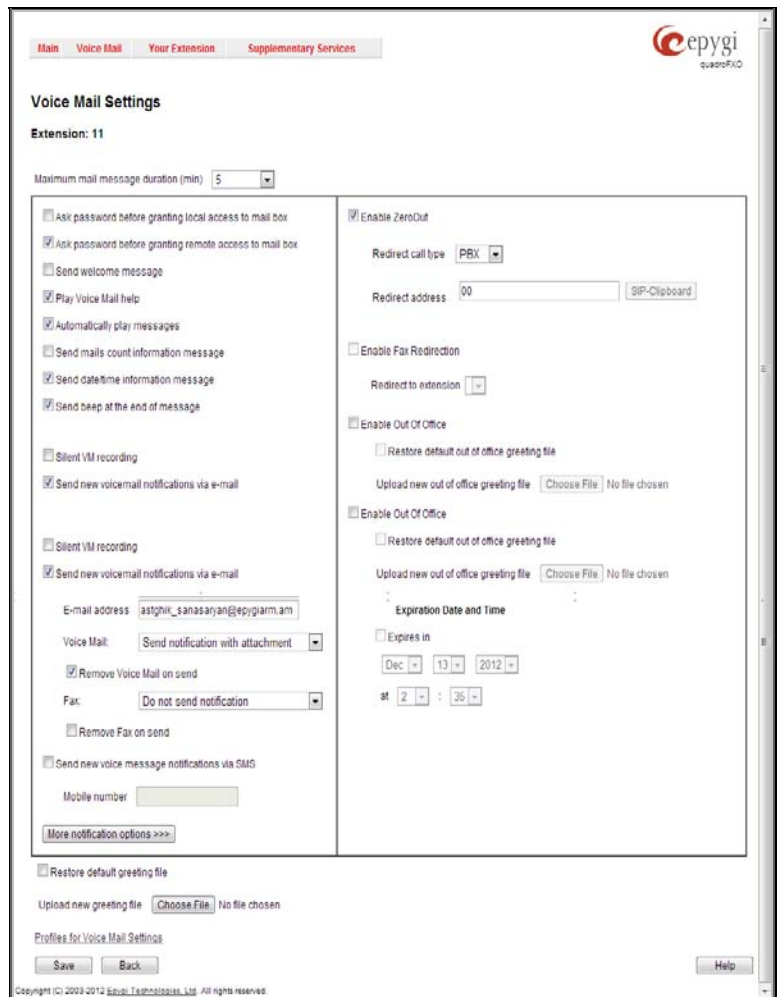 epygi
quadroFXO
Main Voice Mail Your Extension Supplementary Services
Voice Mail Settings
Extension: 11
Maximum mail message duration (min) 5
Ask password before granting local access to mail box
Ask password before granting remote access to mail box
Send welcome message
Play Voice Mail help
Automatically play messages
Send mails count information message
Send date/time information message
Send beep at the end of message
Silent VM recording
Send new voicemail notifications via e-mail
Silent VM recording
Send new voicemail notifications via e-mail
E-mail address astghik_sanasaryan@epygiarm.am
Voice Mail: Send notification with attachment
Remove Voice Mail on send
Fax: Do not send notification
Remove Fax on send
Send new voice message notifications via SMS
Mobile number
More notification options >>>
Enable ZeroOut
Redirect call type PBX
Redirect address 00 SIP-Clipboard
Enable Fax Redirection
Redirect to extension
Enable Out Of Office
Restore default out of office greeting file
Upload new out of office greeting file Choose File No file chosen
Enable Out Of Office
Restore default out of office greeting file
Upload new out of office greeting file Choose File No file chosen
Expiration Date and Time
Expires in
Dec 13 2012
at 2 : 35
Restore default greeting file
Upload new greeting file Choose File No file chosen
Profiles for Voice Mail Settings
Save Back Help
Copyright (C) 2003-2012 Epygi Technologies, Ltd. All rights reserved.